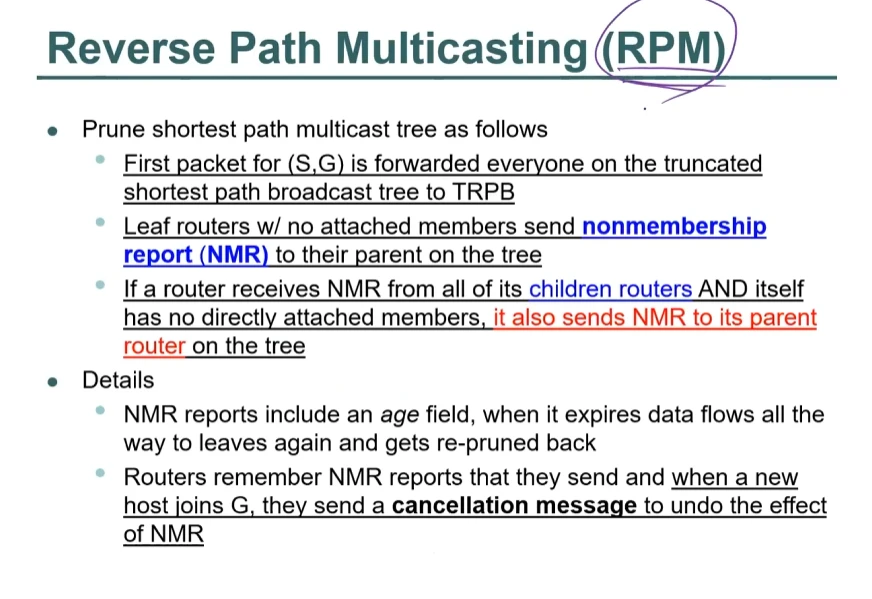 Reverse Path Multicasting (RPM)
• Prune shortest path multicast tree as follows
• First packet for (S,G) is forwarded everyone on the truncated
shortest path broadcast tree to TRPB
• Leaf routers w/ no attached members send nonmembership
report (NMR) to their parent on the tree
• If a router receives NMR from all of its children routers AND itself
has no directly attached members, it also sends NMR to its parent
router on the tree
• Details
• NMR reports include an age field, when it expires data flows all the
way to leaves again and gets re-pruned back
• Routers remember NMR reports that they send and when a new
host joins G, they send a cancellation message to undo the effect
of NMR